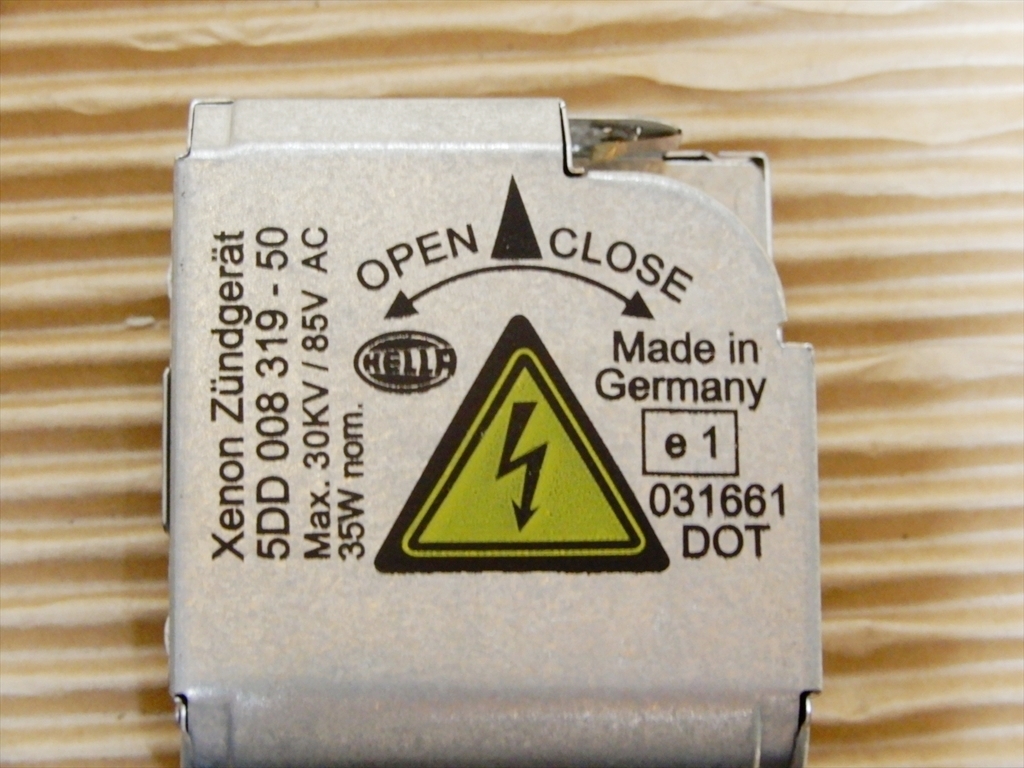 OPEN CLOSE
HELLA
Xenon Zündgerät
5DD 008 319 - 50
Max. 30KV / 85V AC
35W nom.
Made in
Germany
e 1
031661
DOT